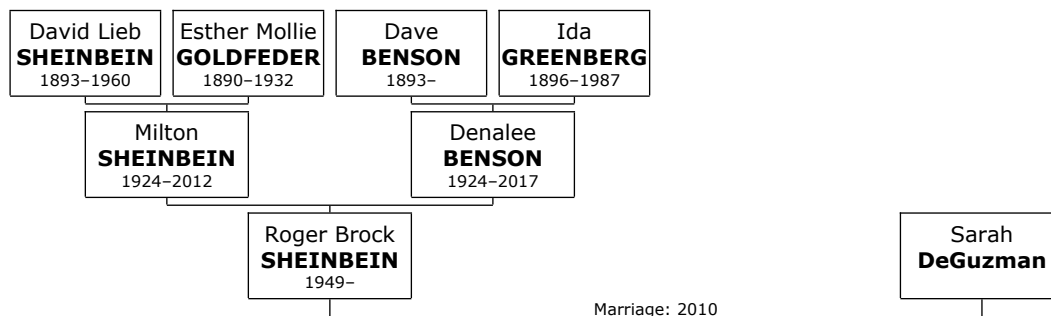 David Lieb
SHEINBEIN
1893–1960
Esther Mollie
GOLDFEDER
1890–1932
Dave
BENSON
1893–
Ida
GREENBERG
1896–1987
Milton
SHEINBEIN
1924–2012
Denalee
BENSON
1924–2017
Roger Brock
SHEINBEIN
1949–
Sarah
DeGuzman
Marriage: 2010